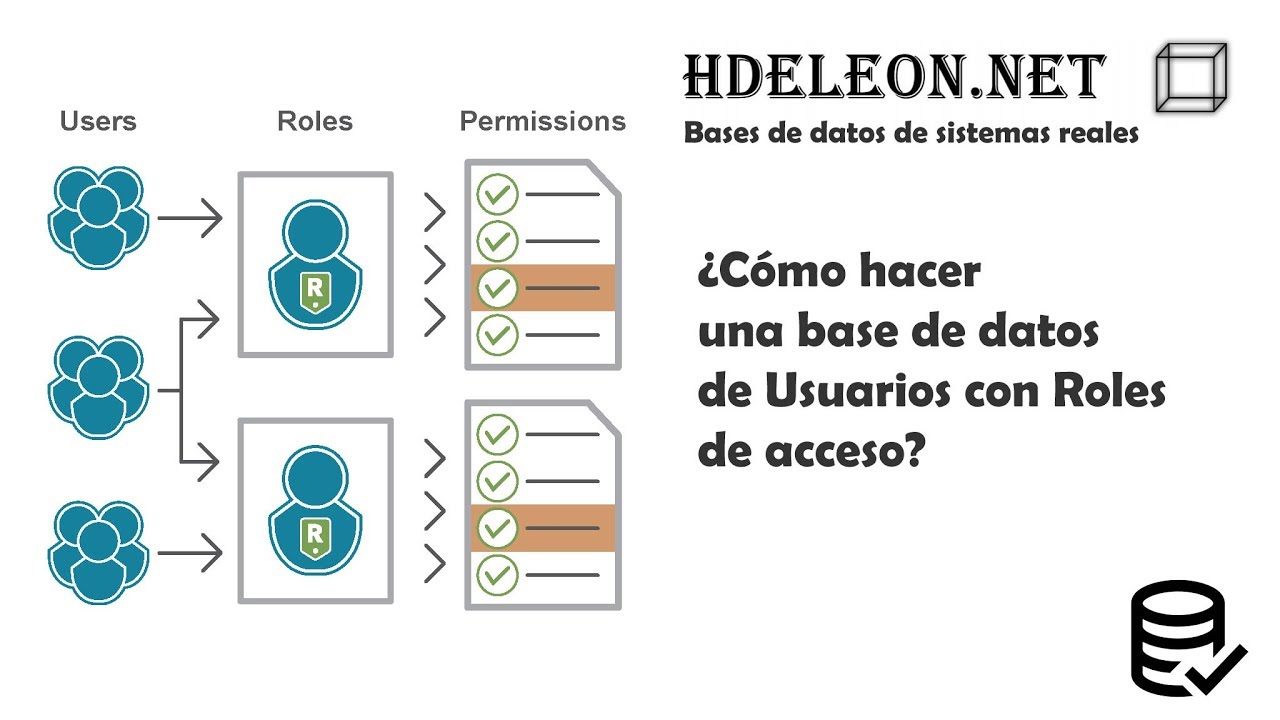 Users
Roles
Permissions
R
R
HDELEON.NET
Bases de datos de sistemas reales
¿Cómo hacer
una base de datos
de Usuarios con Roles
de acceso?